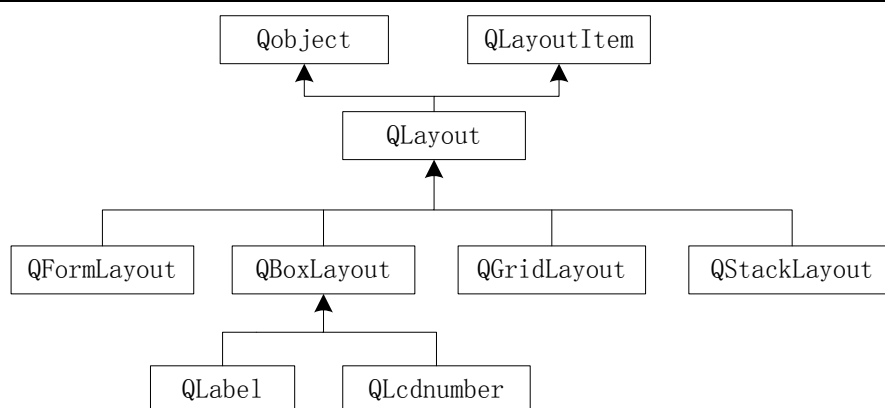 Qobject
QLayoutItem
QLayout
QFormLayout
QBoxLayout
QGridLayout
QStackLayout
QLabel
QLcdnumber